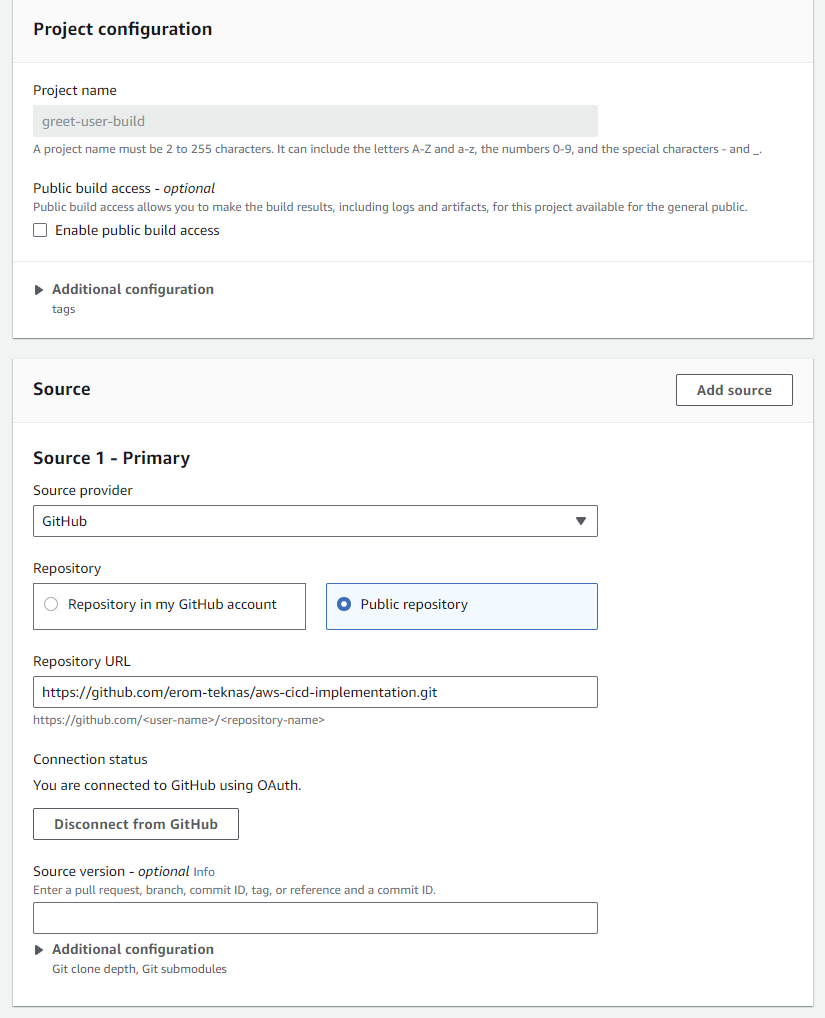 Project configuration
Project name
greet-user-build
A project name must be 2 to 255 characters. It can include the letters A-Z and a-z, the numbers 0-9, and the special characters - and _.
Public build access - optional
Public build access allows you to make the build results, including logs and artifacts, for this project available for the general public.
Enable public build access
Additional configuration
tags
Source
Add source
Source 1 - Primary
Source provider
GitHub
Repository
Repository in my GitHub account
Public repository
Repository URL
https://github.com/erom-teknas/aws-cicd-implementation.git
https://github.com/<user-name>/<repository-name>
Connection status
You are connected to GitHub using OAuth.
Disconnect from GitHub
Source version - optional Info
Enter a pull request, branch, commit ID, tag, or reference and a commit ID.
Additional configuration
Git clone depth, Git submodules